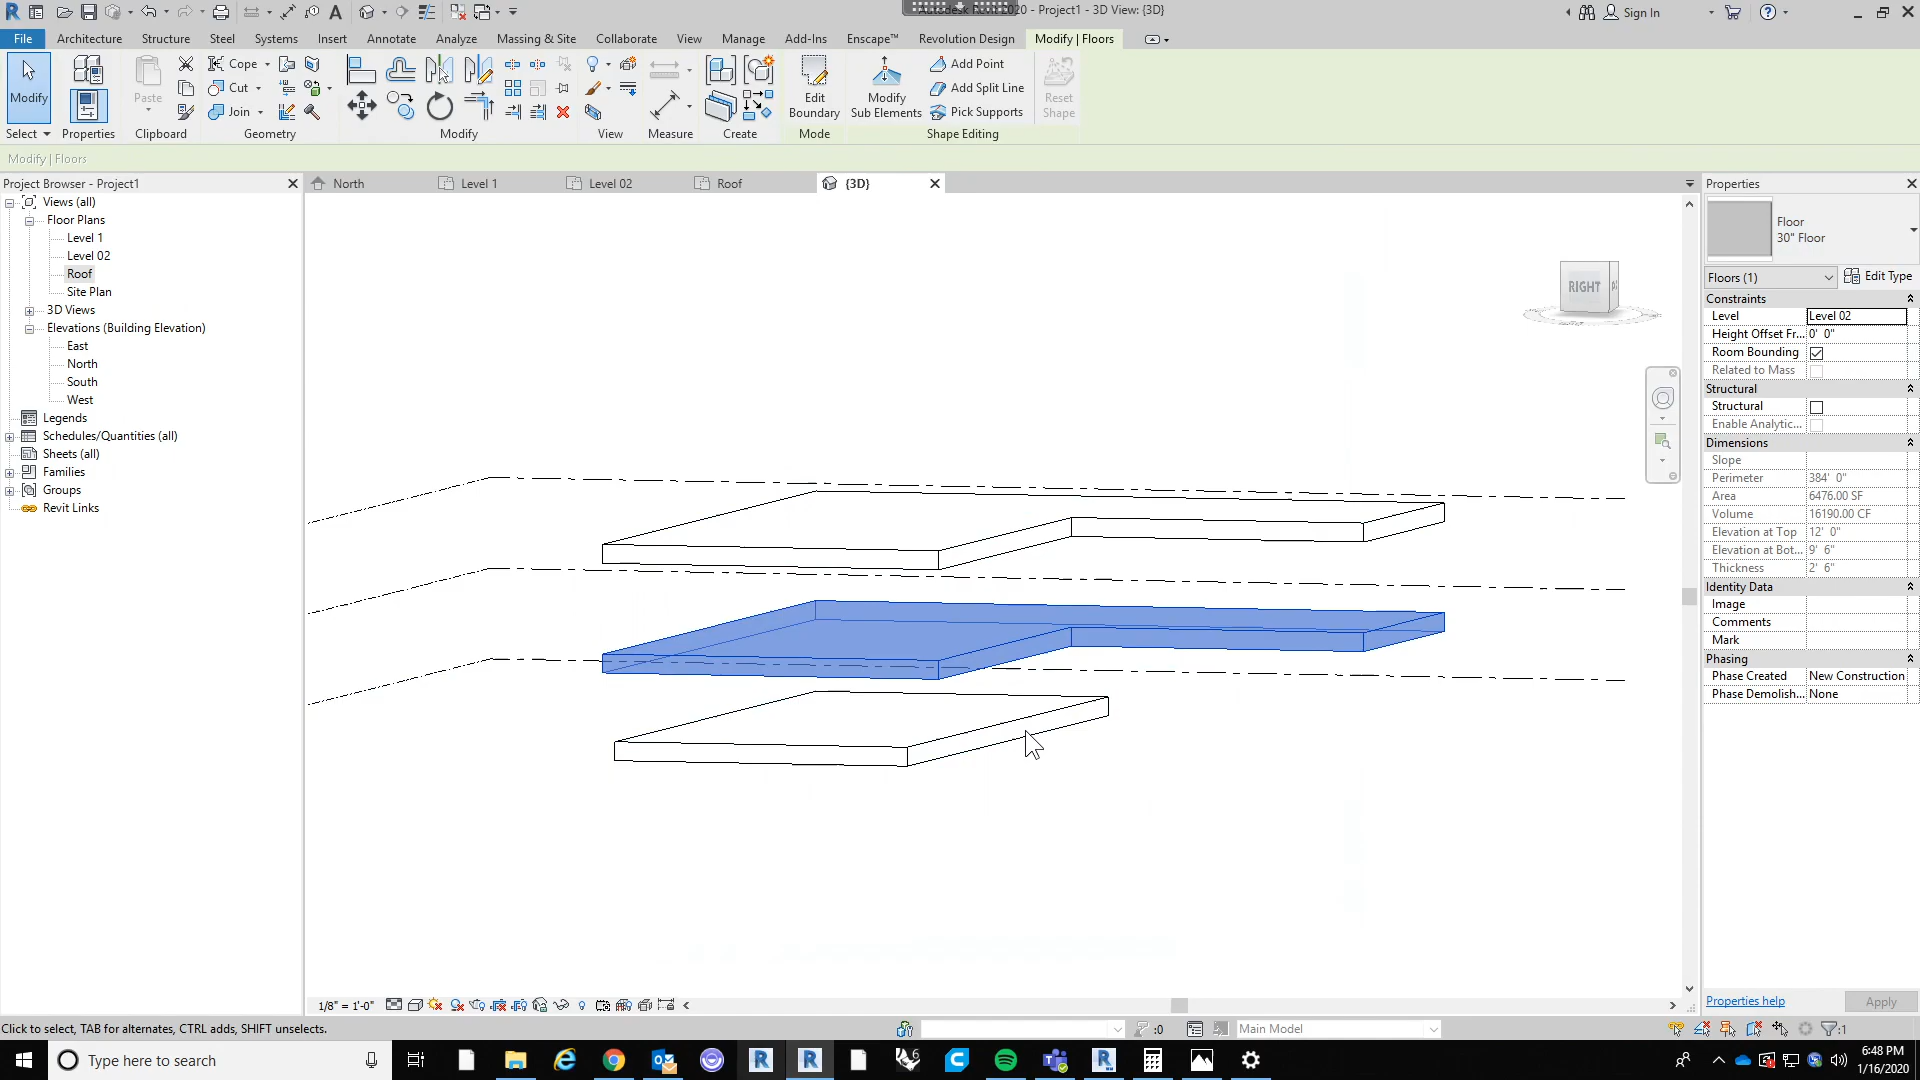 Autodesk Revit 2020 - Project1 - 3D View: {3D}
Sign In
File Architecture Structure Steel Systems Insert Annotate Analyze Massing & Site Collaborate View Manage Add-Ins Enscape™ Revolution Design Modify | Floors
Modify
Paste
Cope
Cut
Join
Edit
Boundary
Modify
Sub Elements
Add Point
Add Split Line
Pick Supports
Reset
Shape
Select Properties Clipboard Geometry Modify View Measure Create Mode Shape Editing
Modify | Floors
Project Browser - Project1
North Level 1 Level 02 Roof {3D}
Properties
Views (all)
Floor Plans
Level 1
Level 02
Roof
Site Plan
3D Views
Elevations (Building Elevation)
East
North
South
West
Legends
Schedules/Quantities (all)
Sheets (all)
Families
Groups
Revit Links
RIGHT
Floor
30" Floor
Floors (1) Edit Type
Constraints
Level Level 02
Height Offset Fr... 0' 0"
Room Bounding
Related to Mass
Structural
Structural
Enable Analytic...
Dimensions
Slope
Perimeter 384' 0"
Area 6476.00 SF
Volume 16190.00 CF
Elevation at Top 12' 0"
Elevation at Bot... 9' 6"
Thickness 2' 6"
Identity Data
Image
Comments
Mark
Phasing
Phase Created New Construction
Phase Demolish... None
Properties help Apply
1/8" = 1'-0"
Click to select, TAB for alternates, CTRL adds, SHIFT unselects.
:0
Main Model
:1
Type here to search
6:48 PM
1/16/2020